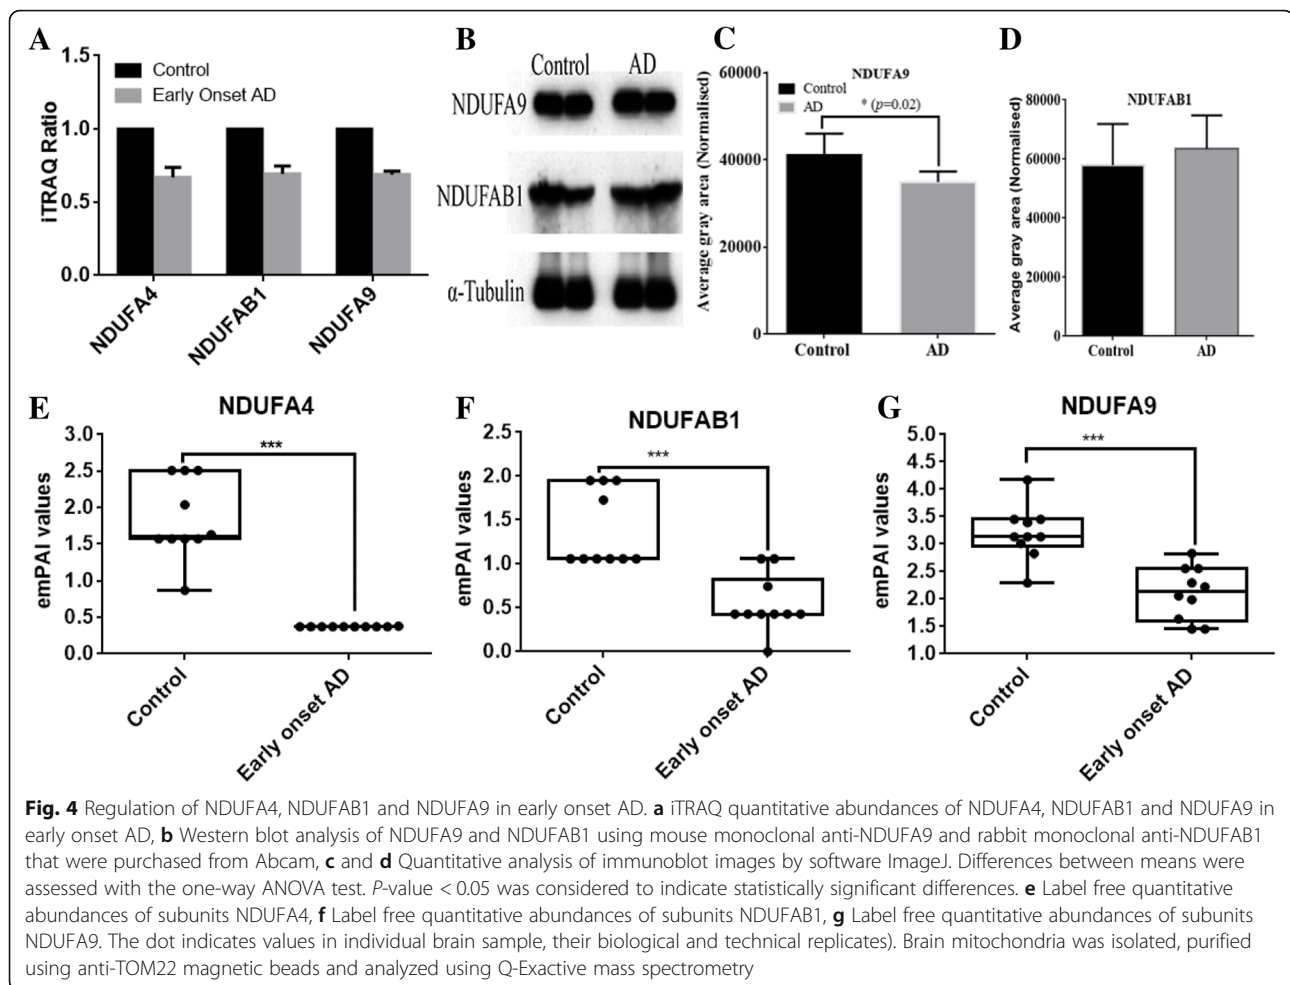 A
1.5
1.0
0.5
0.0
iTRAQ Ratio
Control
Early Onset AD
NDUFA4
NDUFAB1
NDUFA9
B
Control AD
NDUFA9
NDUFAB1
α-Tubulin
C
NDUFA9
Control
AD
* (p=0.02)
60000
40000
20000
0
Average gray area (Normalised)
Control AD
D
NDUFAB1
80000
60000
40000
20000
0
Average gray area (Normalised)
Control AD
E
NDUFA4
***
3.0
2.5
2.0
1.5
1.0
0.5
0.0
emPAI values
Control
Early onset AD
F
NDUFAB1
***
2.5
2.0
1.5
1.0
0.5
0.0
emPAI values
Control
Early onset AD
G
NDUFA9
***
5.0
4.5
4.0
3.5
3.0
2.5
2.0
1.5
1.0
emPAI values
Control
Early onset AD
Fig. 4 Regulation of NDUFA4, NDUFAB1 and NDUFA9 in early onset AD. a iTRAQ quantitative abundances of NDUFA4, NDUFAB1 and NDUFA9 in
early onset AD, b Western blot analysis of NDUFA9 and NDUFAB1 using mouse monoclonal anti-NDUFA9 and rabbit monoclonal anti-NDUFAB1
that were purchased from Abcam, c and d Quantitative analysis of immunoblot images by software ImageJ. Differences between means were
assessed with the one-way ANOVA test. P-value < 0.05 was considered to indicate statistically significant differences. e Label free quantitative
abundances of subunits NDUFA4, f Label free quantitative abundances of subunits NDUFAB1, g Label free quantitative abundances of subunits
NDUFA9. The dot indicates values in individual brain sample, their biological and technical replicates). Brain mitochondria was isolated, purified
using anti-TOM22 magnetic beads and analyzed using Q-Exactive mass spectrometry